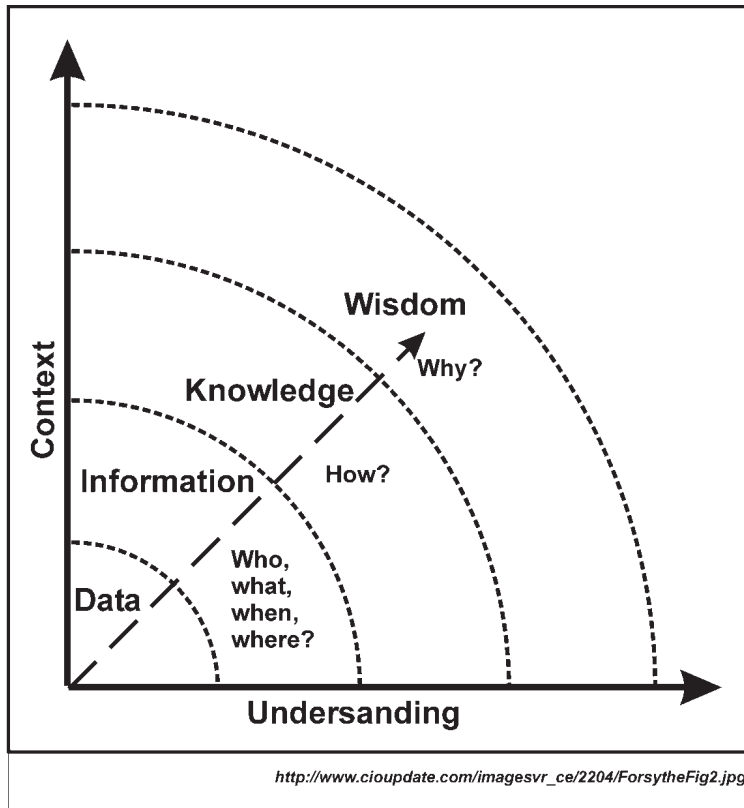 Wisdom
Why?
Context
Knowledge
How?
Information
Who,
what,
when,
where?
Data
Undersanding
http://www.cioupdate.com/imagesvr_ce/2204/ForsytheFig2.jpg